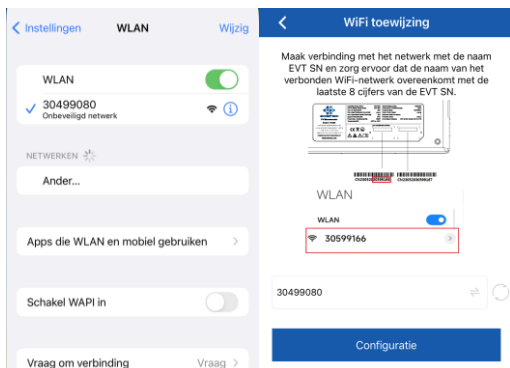 Instellingen
WLAN
Wijzig
WLAN
30499080
Onbeveiligd netwerk
NETWERKEN
Ander...
Apps die WLAN en mobiel gebruiken
Schakel WAPI in
Vraag om verbinding
Vraag
WiFi toewijzing
Maak verbinding met het netwerk met de naam
EVT SN en zorg ervoor dat de naam van het
verbonden WiFi-netwerk overeenkomt met de
laatste 8 cijfers van de EVT SN.
WLAN
WLAN
30599166
30499080
Configuratie